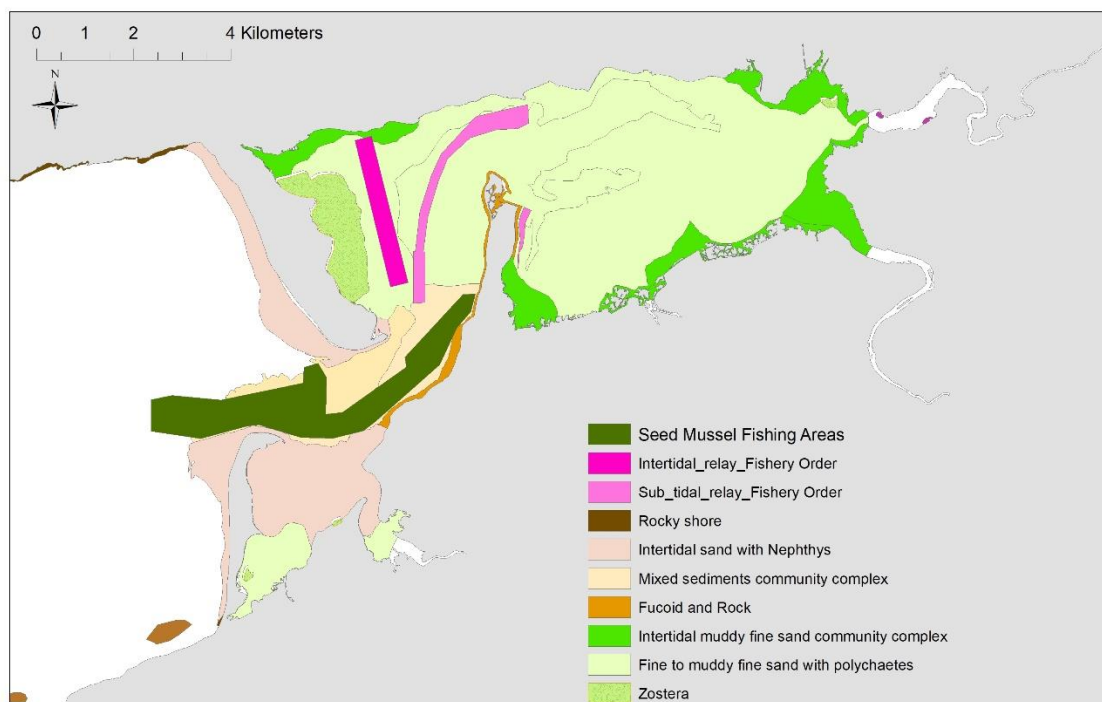 0 1 2 4 Kilometers
N
Seed Mussel Fishing Areas
Intertidal_relay_Fishery Order
Sub_tidal_relay_Fishery Order
Rocky shore
Intertidal sand with Nephthys
Mixed sediments community complex
Fucoid and Rock
Intertidal muddy fine sand community complex
Fine to muddy fine sand with polychaetes
Zostera